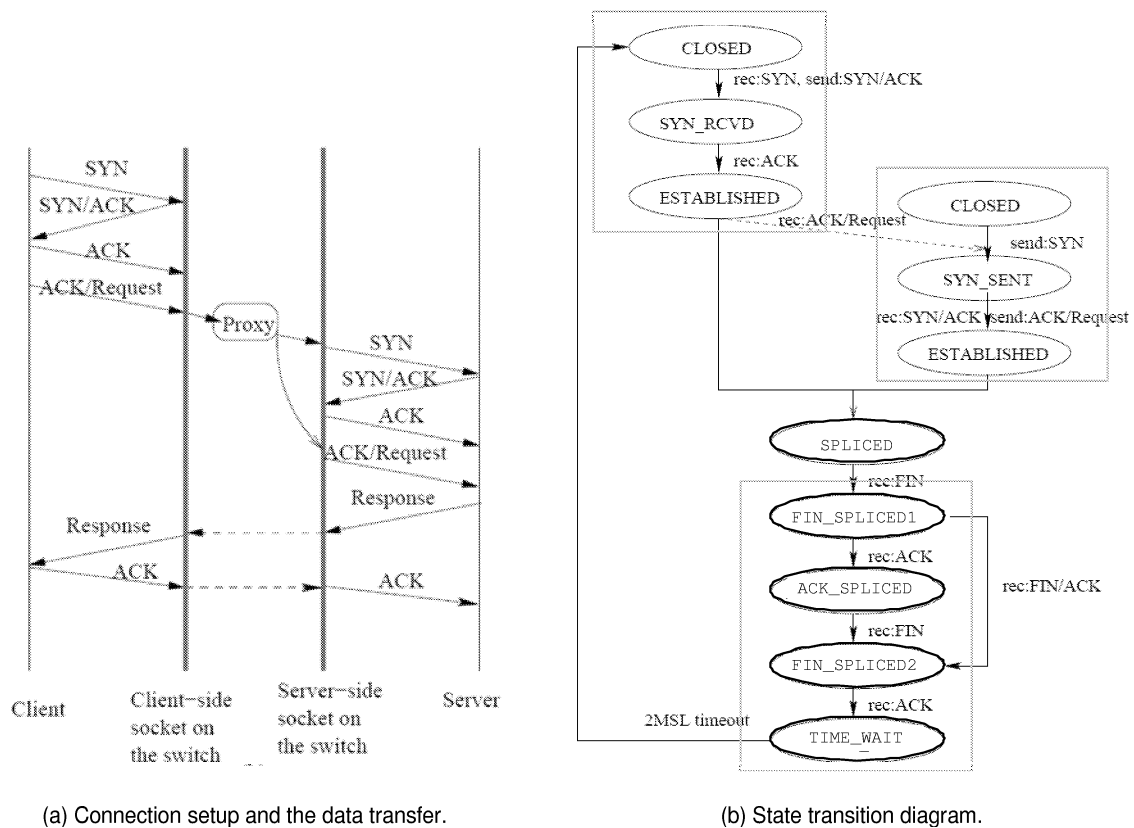 SYN
SYN/ACK
ACK
ACK/Request
Proxy
SYN
SYN/ACK
ACK
ACK/Request
Response
Response
ACK
ACK
Client
Client-side
socket on
the switch
Server-side
socket on
the switch
Server
(a) Connection setup and the data transfer.
CLOSED
rec:SYN, send:SYN/ACK
SYN_RCVD
rec:ACK
ESTABLISHED
rec:ACK/Request
CLOSED
send:SYN
SYN_SENT
rec:SYN/ACK send:ACK/Request
ESTABLISHED
SPLICED
rec:FIN
FIN_SPLICED1
rec:ACK
ACK_SPLICED
rec:FIN/ACK
rec:FIN
FIN_SPLICED2
rec:ACK
2MSL timeout
TIME_WAIT
(b) State transition diagram.